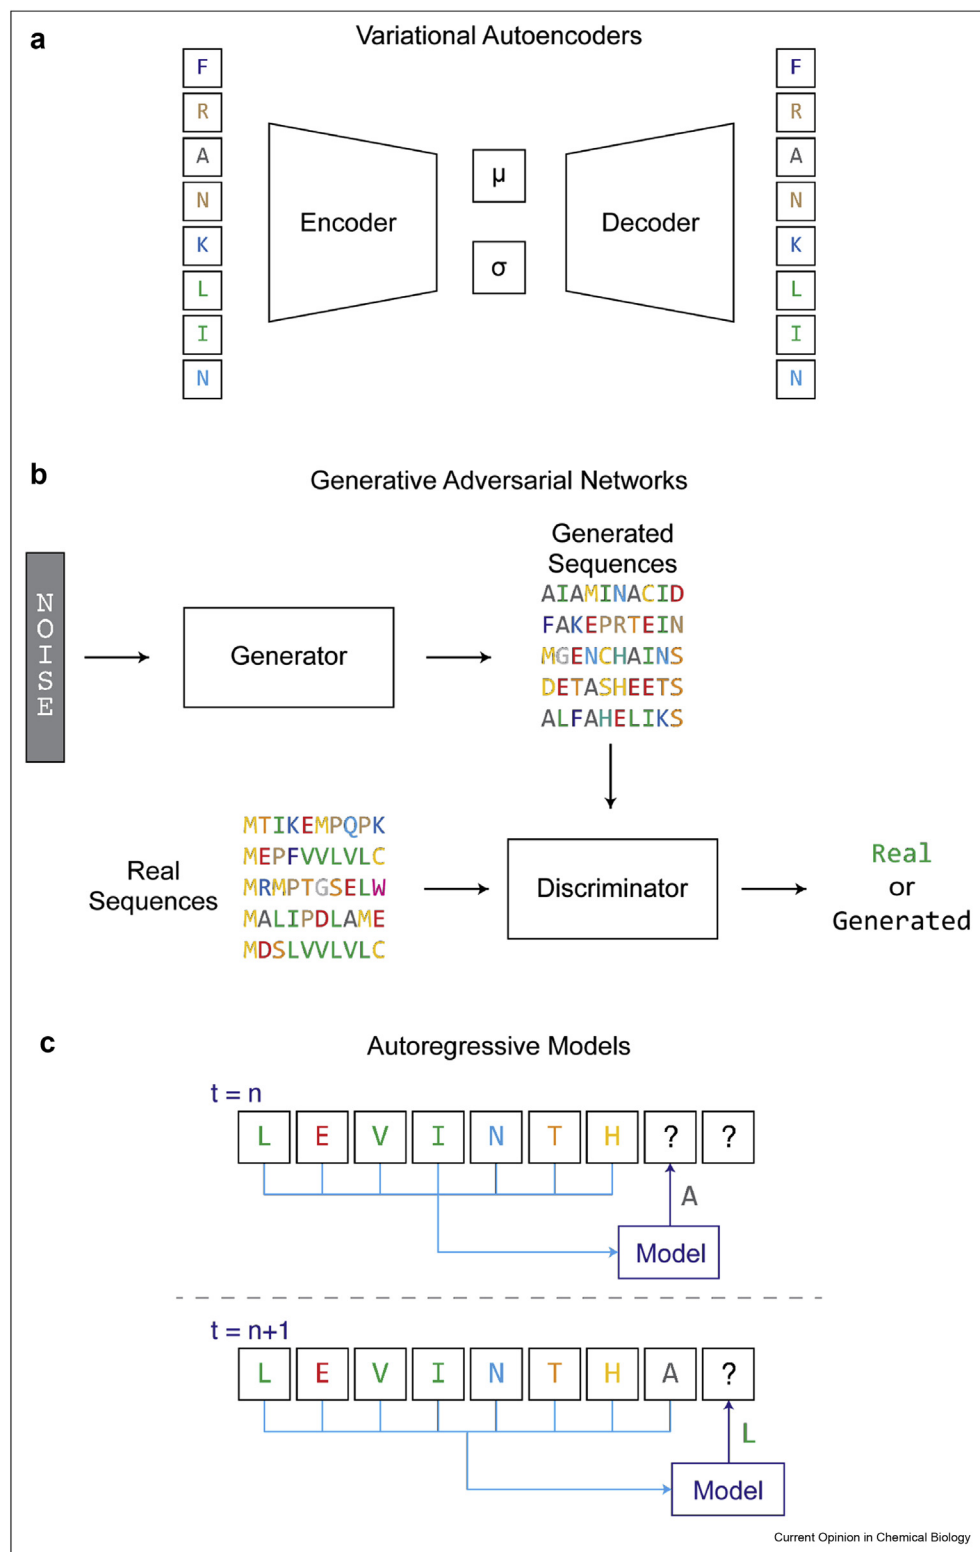 a
Variational Autoencoders
F
R
A
N
K
L
I
N
Encoder
μ
σ
Decoder
F
R
A
N
K
L
I
N
b
Generative Adversarial Networks
NOISE
Generator
Generated
Sequences
AIAMINACID
FAKEPRTEIN
MGENCHAINS
DETASHEETS
ALFAHELIKS
Real
Sequences
MTIKEMPQPK
MEPFVVLVLC
MRMPTGSELW
MALIPDLAME
MDSLVVLVLC
Discriminator
Real
or
Generated
c
Autoregressive Models
t = n
L E V I N T H ? ?
A
Model
t = n+1
L E V I N T H A ?
L
Model
Current Opinion in Chemical Biology